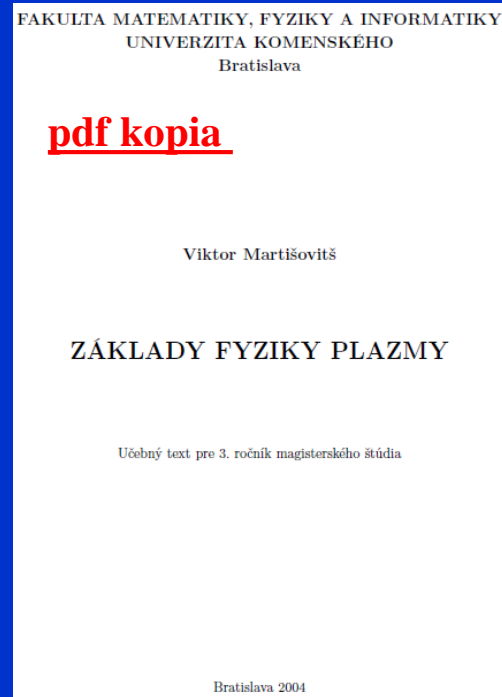 FAKULTA MATEMATIKY, FYZIKY A INFORMATIKY
UNIVERZITA KOMENSKÉHO
Bratislava
pdf kopia
Viktor Martišovitš
ZÁKLADY FYZIKY PLAZMY
Učebný text pre 3. ročník magisterského štúdia
Bratislava 2004